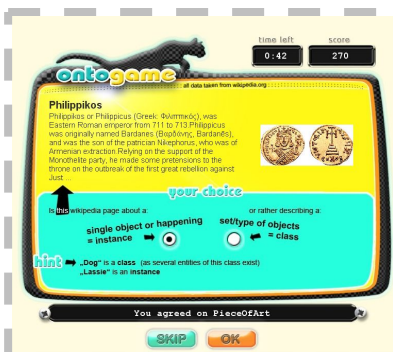 time left score
0:42 270
ontogame
all data taken from wikipedia.org
Philippikos
Philippikos or Philippicus (Greek: Φιλιππικός), was
Eastern Roman emperor from 711 to 713.Philippicus
was originally named Bardanes (Βαρδάνης, Bardanēs),
and was the son of the patrician Nikephorus, who was of
Armenian extraction.Relying on the support of the
Monothelite party, he made some pretensions to the
throne on the outbreak of the first great rebellion against
Just ...
your choice
Is this wikipedia page about a: or rather describing a:
single object or happening set/type of objects
= instance = class
hint „Dog" is a class (as several entities of this class exist)
„Lassie" is an instance
You agreed on PieceOfArt
SKIP OK